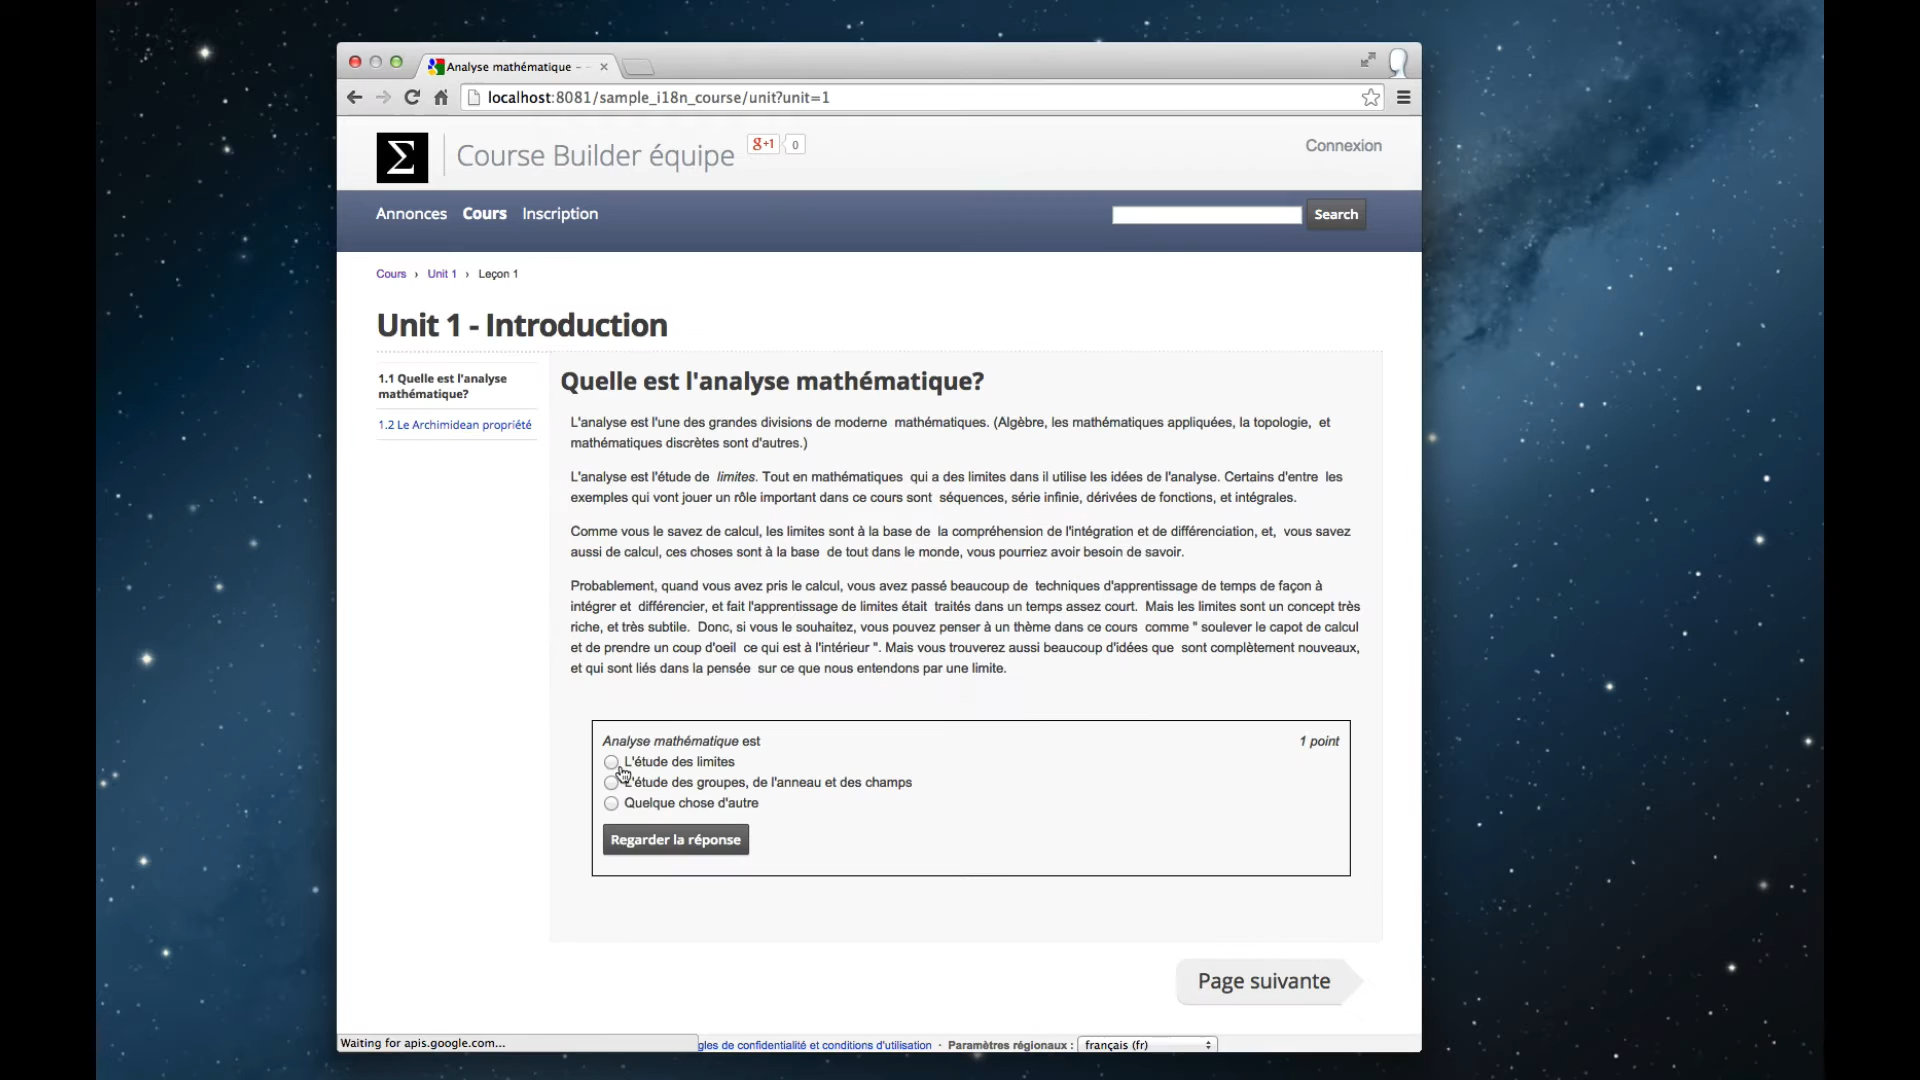 Analyse mathématique –
localhost:8081/sample_i18n_course/unit?unit=1
Σ
Course Builder équipe
g+1
0
Connexion
Annonces Cours Inscription
Search
Cours › Unit 1 › Leçon 1
Unit 1 - Introduction
1.1 Quelle est l'analyse
mathématique?
1.2 Le Archimidean propriété
Quelle est l'analyse mathématique?
L'analyse est l'une des grandes divisions de moderne mathématiques. (Algèbre, les mathématiques appliquées, la topologie, et
mathématiques discrètes sont d'autres.)
L'analyse est l'étude de limites. Tout en mathématiques qui a des limites dans il utilise les idées de l'analyse. Certains d'entre les
exemples qui vont jouer un rôle important dans ce cours sont séquences, série infinie, dérivées de fonctions, et intégrales.
Comme vous le savez de calcul, les limites sont à la base de la compréhension de l'intégration et de différenciation, et, vous savez
aussi de calcul, ces choses sont à la base de tout dans le monde, vous pourriez avoir besoin de savoir.
Probablement, quand vous avez pris le calcul, vous avez passé beaucoup de techniques d'apprentissage de temps de façon à
intégrer et différencier, et fait l'apprentissage de limites était traités dans un temps assez court. Mais les limites sont un concept très
riche, et très subtile. Donc, si vous le souhaitez, vous pouvez penser à un thème dans ce cours comme " soulever le capot de calcul
et de prendre un coup d'oeil ce qui est à l'intérieur ". Mais vous trouverez aussi beaucoup d'idées que sont complètement nouveaux,
et qui sont liés dans la pensée sur ce que nous entendons par une limite.
Analyse mathématique est
1 point
L'étude des limites
L'étude des groupes, de l'anneau et des champs
Quelque chose d'autre
Regarder la réponse
Page suivante
Waiting for apis.google.com...
gles de confidentialité et conditions d'utilisation - Paramètres régionaux : français (fr)